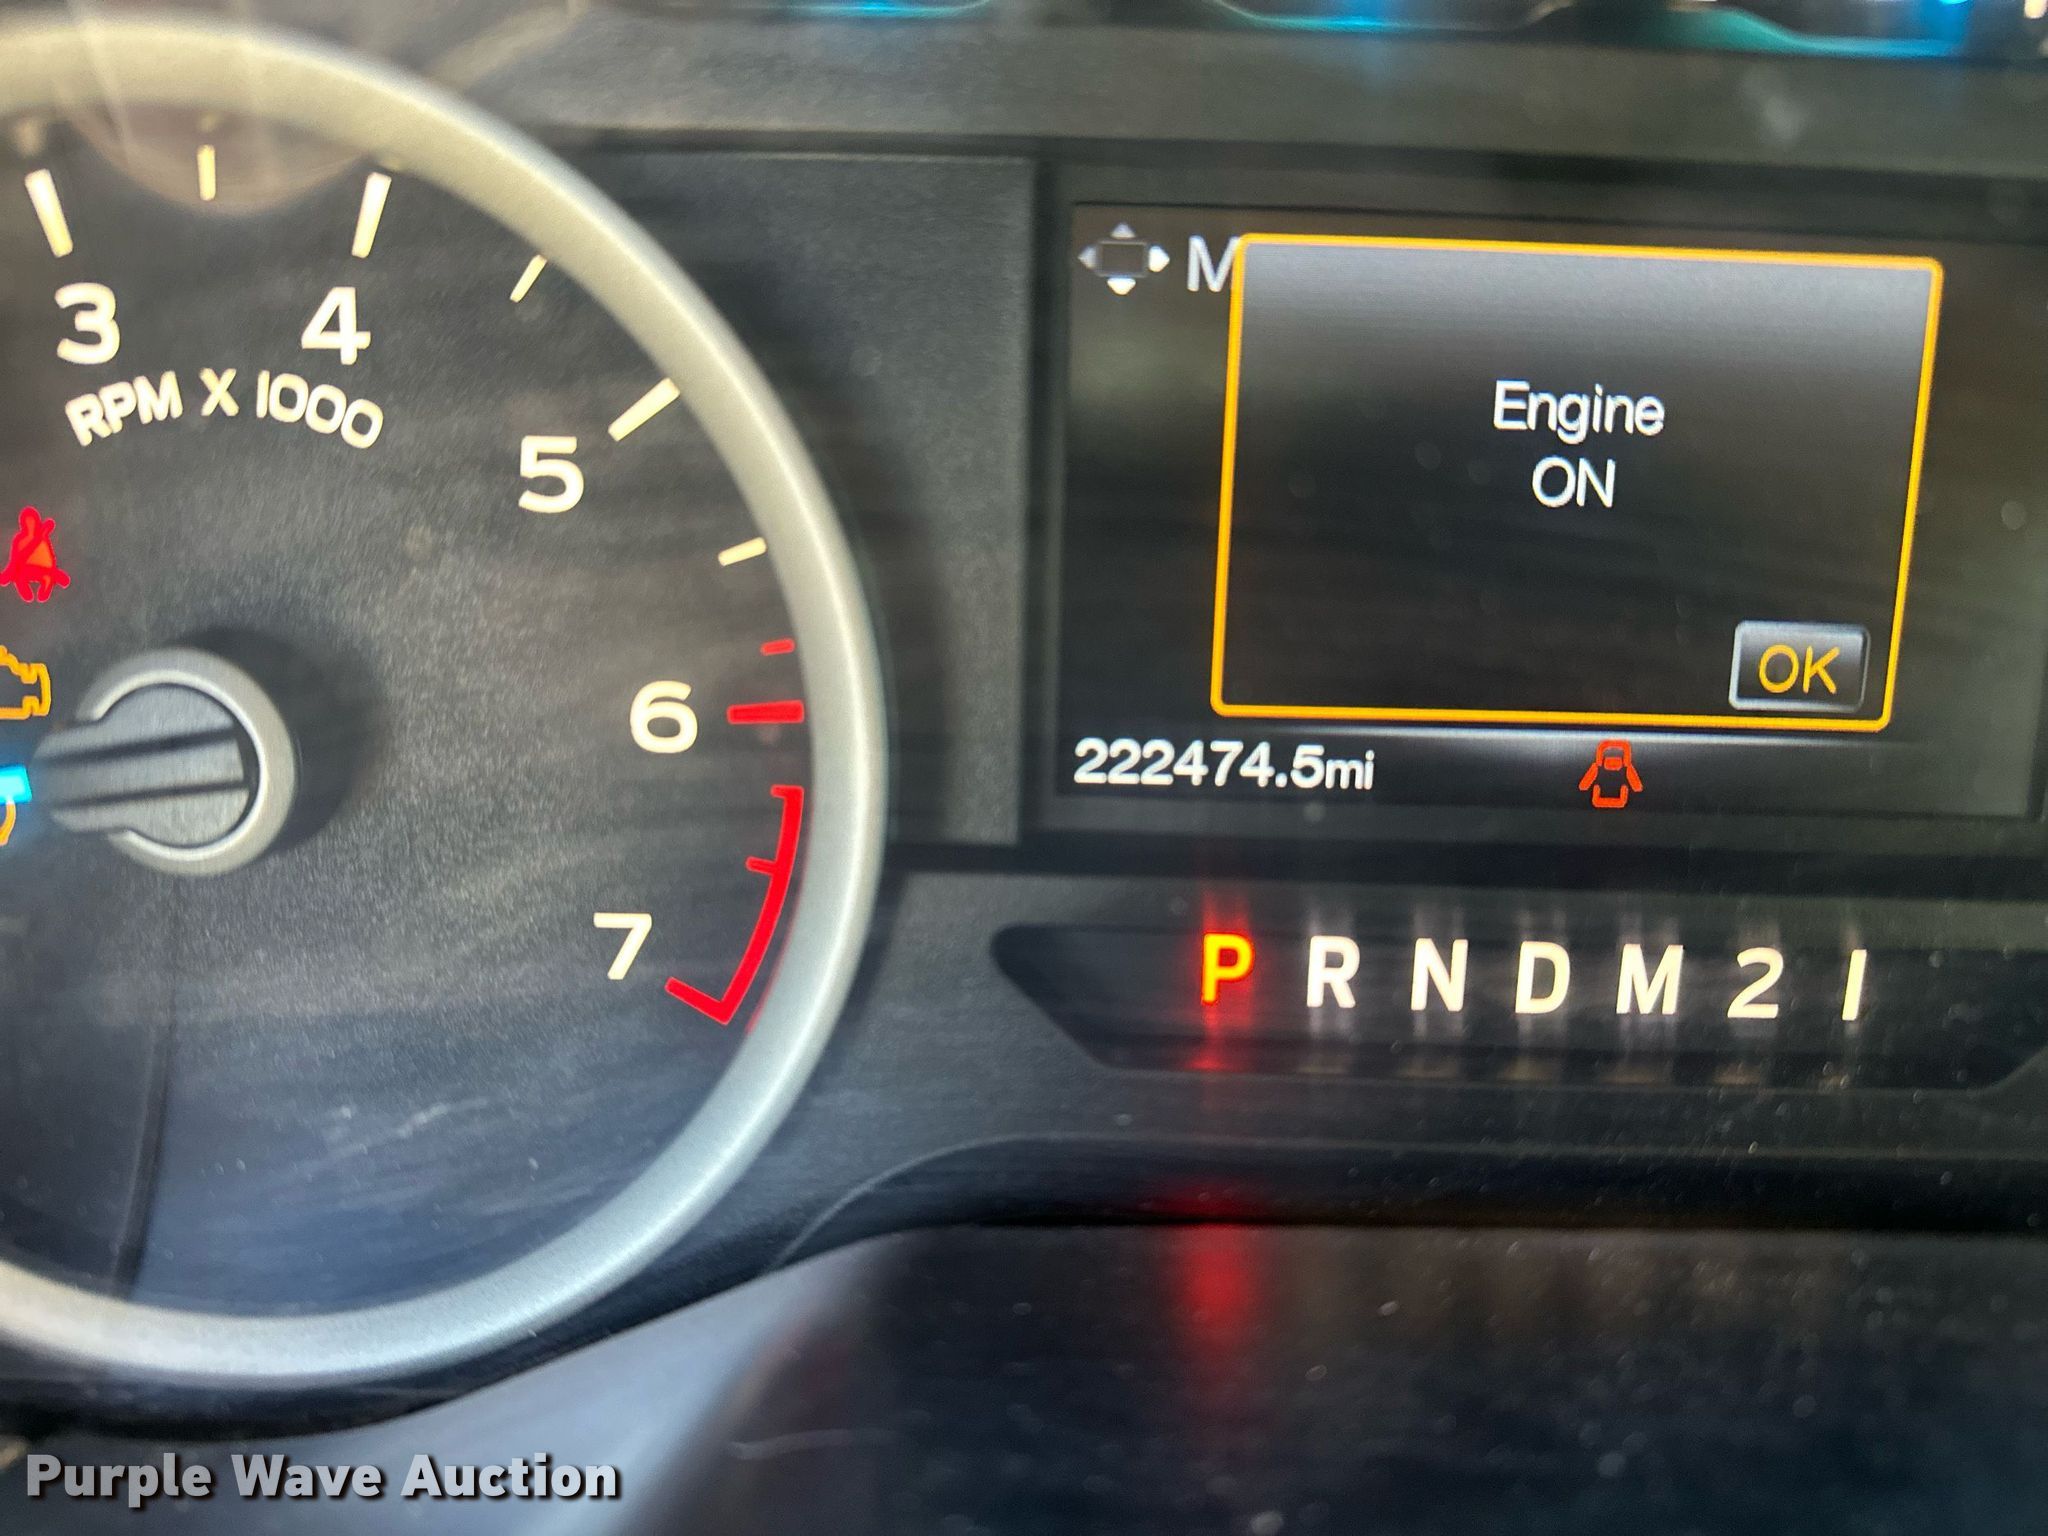 3
4
RPM X 1000
5
6
7
M
Engine
ON
OK
222474.5mi
P R N D M 2 1
Purple Wave Auction